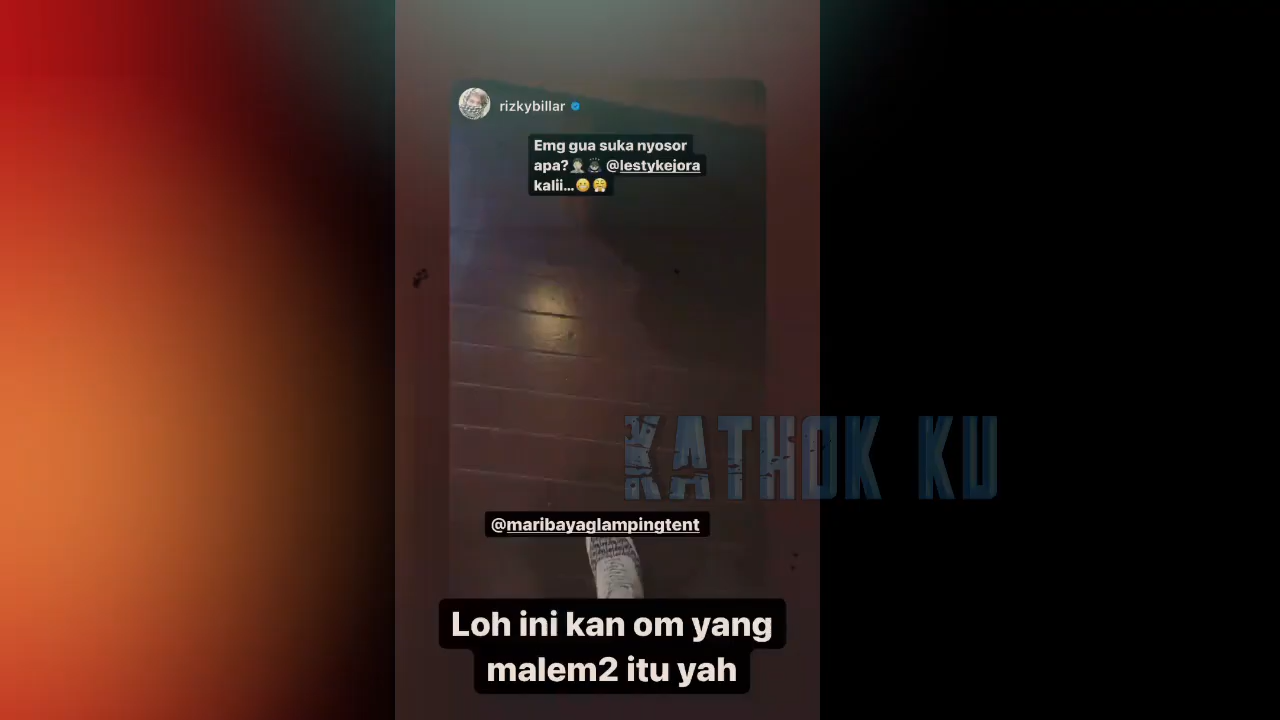 rizkybillar
Emg gua suka nyosor
apa?🤦🏻‍♂️🙇🏻‍♂️ @lestykejora
kalii...🤭😤
KATHOK KU
@maribayaglampingtent
Loh ini kan om yang
malem2 itu yah